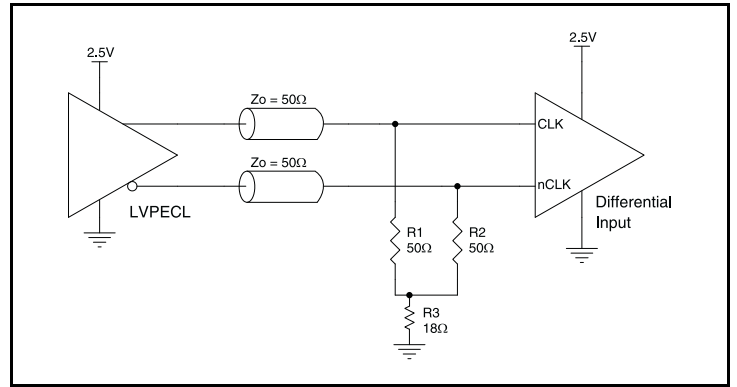 2.5V
2.5V
Zo = 50Ω
CLK
Zo = 50Ω
nCLK
LVPECL
Differential
Input
R1
50Ω
R2
50Ω
R3
18Ω